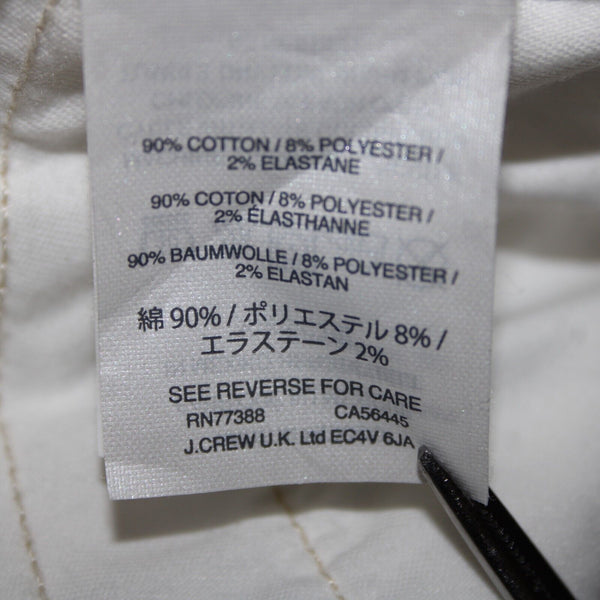 90% COTTON / 8% POLYESTER /
2% ELASTANE
90% COTON / 8% POLYESTER /
2% ÉLASTHANNE
90% BAUMWOLLE / 8% POLYESTER /
2% ELASTAN
綿 90% / ポリエステル 8% /
エラステーン 2%
SEE REVERSE FOR CARE
RN77388 CA56445
J.CREW U.K. Ltd EC4V 6JA